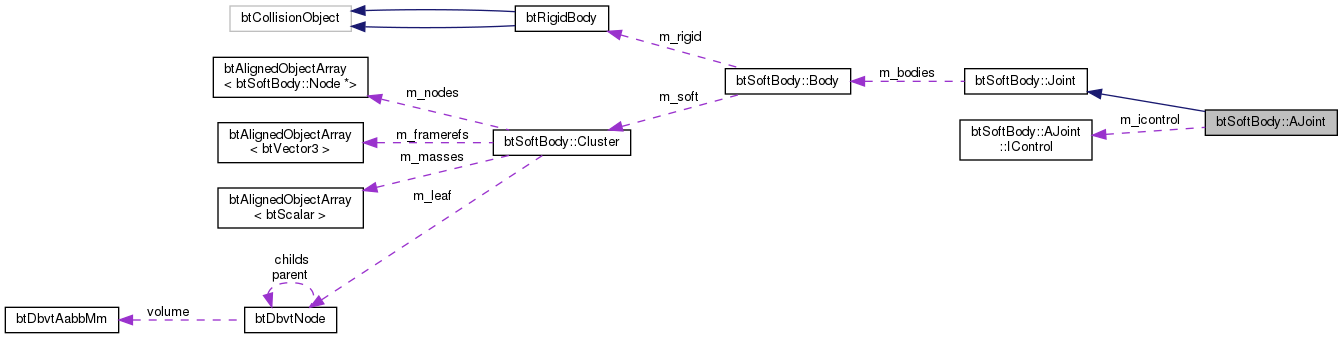 btCollisionObject
btRigidBody
m_rigid
btAlignedObjectArray
< btSoftBody::Node *>
m_nodes
btSoftBody::Body
m_bodies
btSoftBody::Joint
m_soft
btSoftBody::AJoint
m_icontrol
btSoftBody::AJoint
::IControl
btAlignedObjectArray
< btVector3 >
m_framerefs
btSoftBody::Cluster
m_masses
btAlignedObjectArray
< btScalar >
m_leaf
childs
parent
btDbvtAabbMm
volume
btDbvtNode